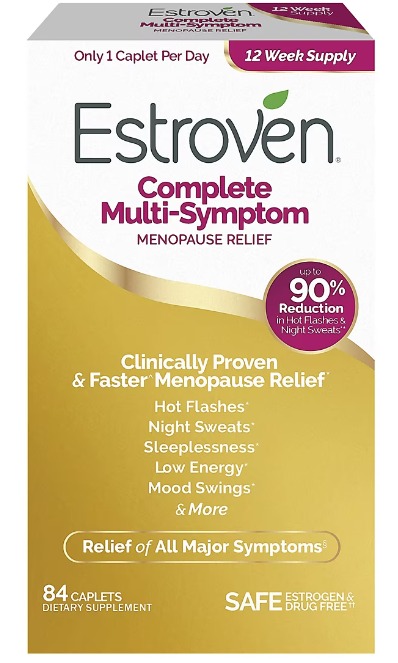 Estroven
Complete
Multi-Symptom
MENOPAUSE RELIEF
12 Week
Supply
Only 1 Caplet Per Day
12 Week Supply
Estroven®
Complete
Multi-Symptom
MENOPAUSE RELIEF
up to
90%
Reduction
in Hot Flashes &
Night Sweats**
Clinically Proven
& Faster^ Menopause Relief*
Hot Flashes*
Night Sweats*
Sleeplessness*
Low Energy*
Mood Swings*
& More
Relief of All Major Symptoms§
84 CAPLETS
DIETARY SUPPLEMENT
SAFE ESTROGEN &
DRUG FREE††